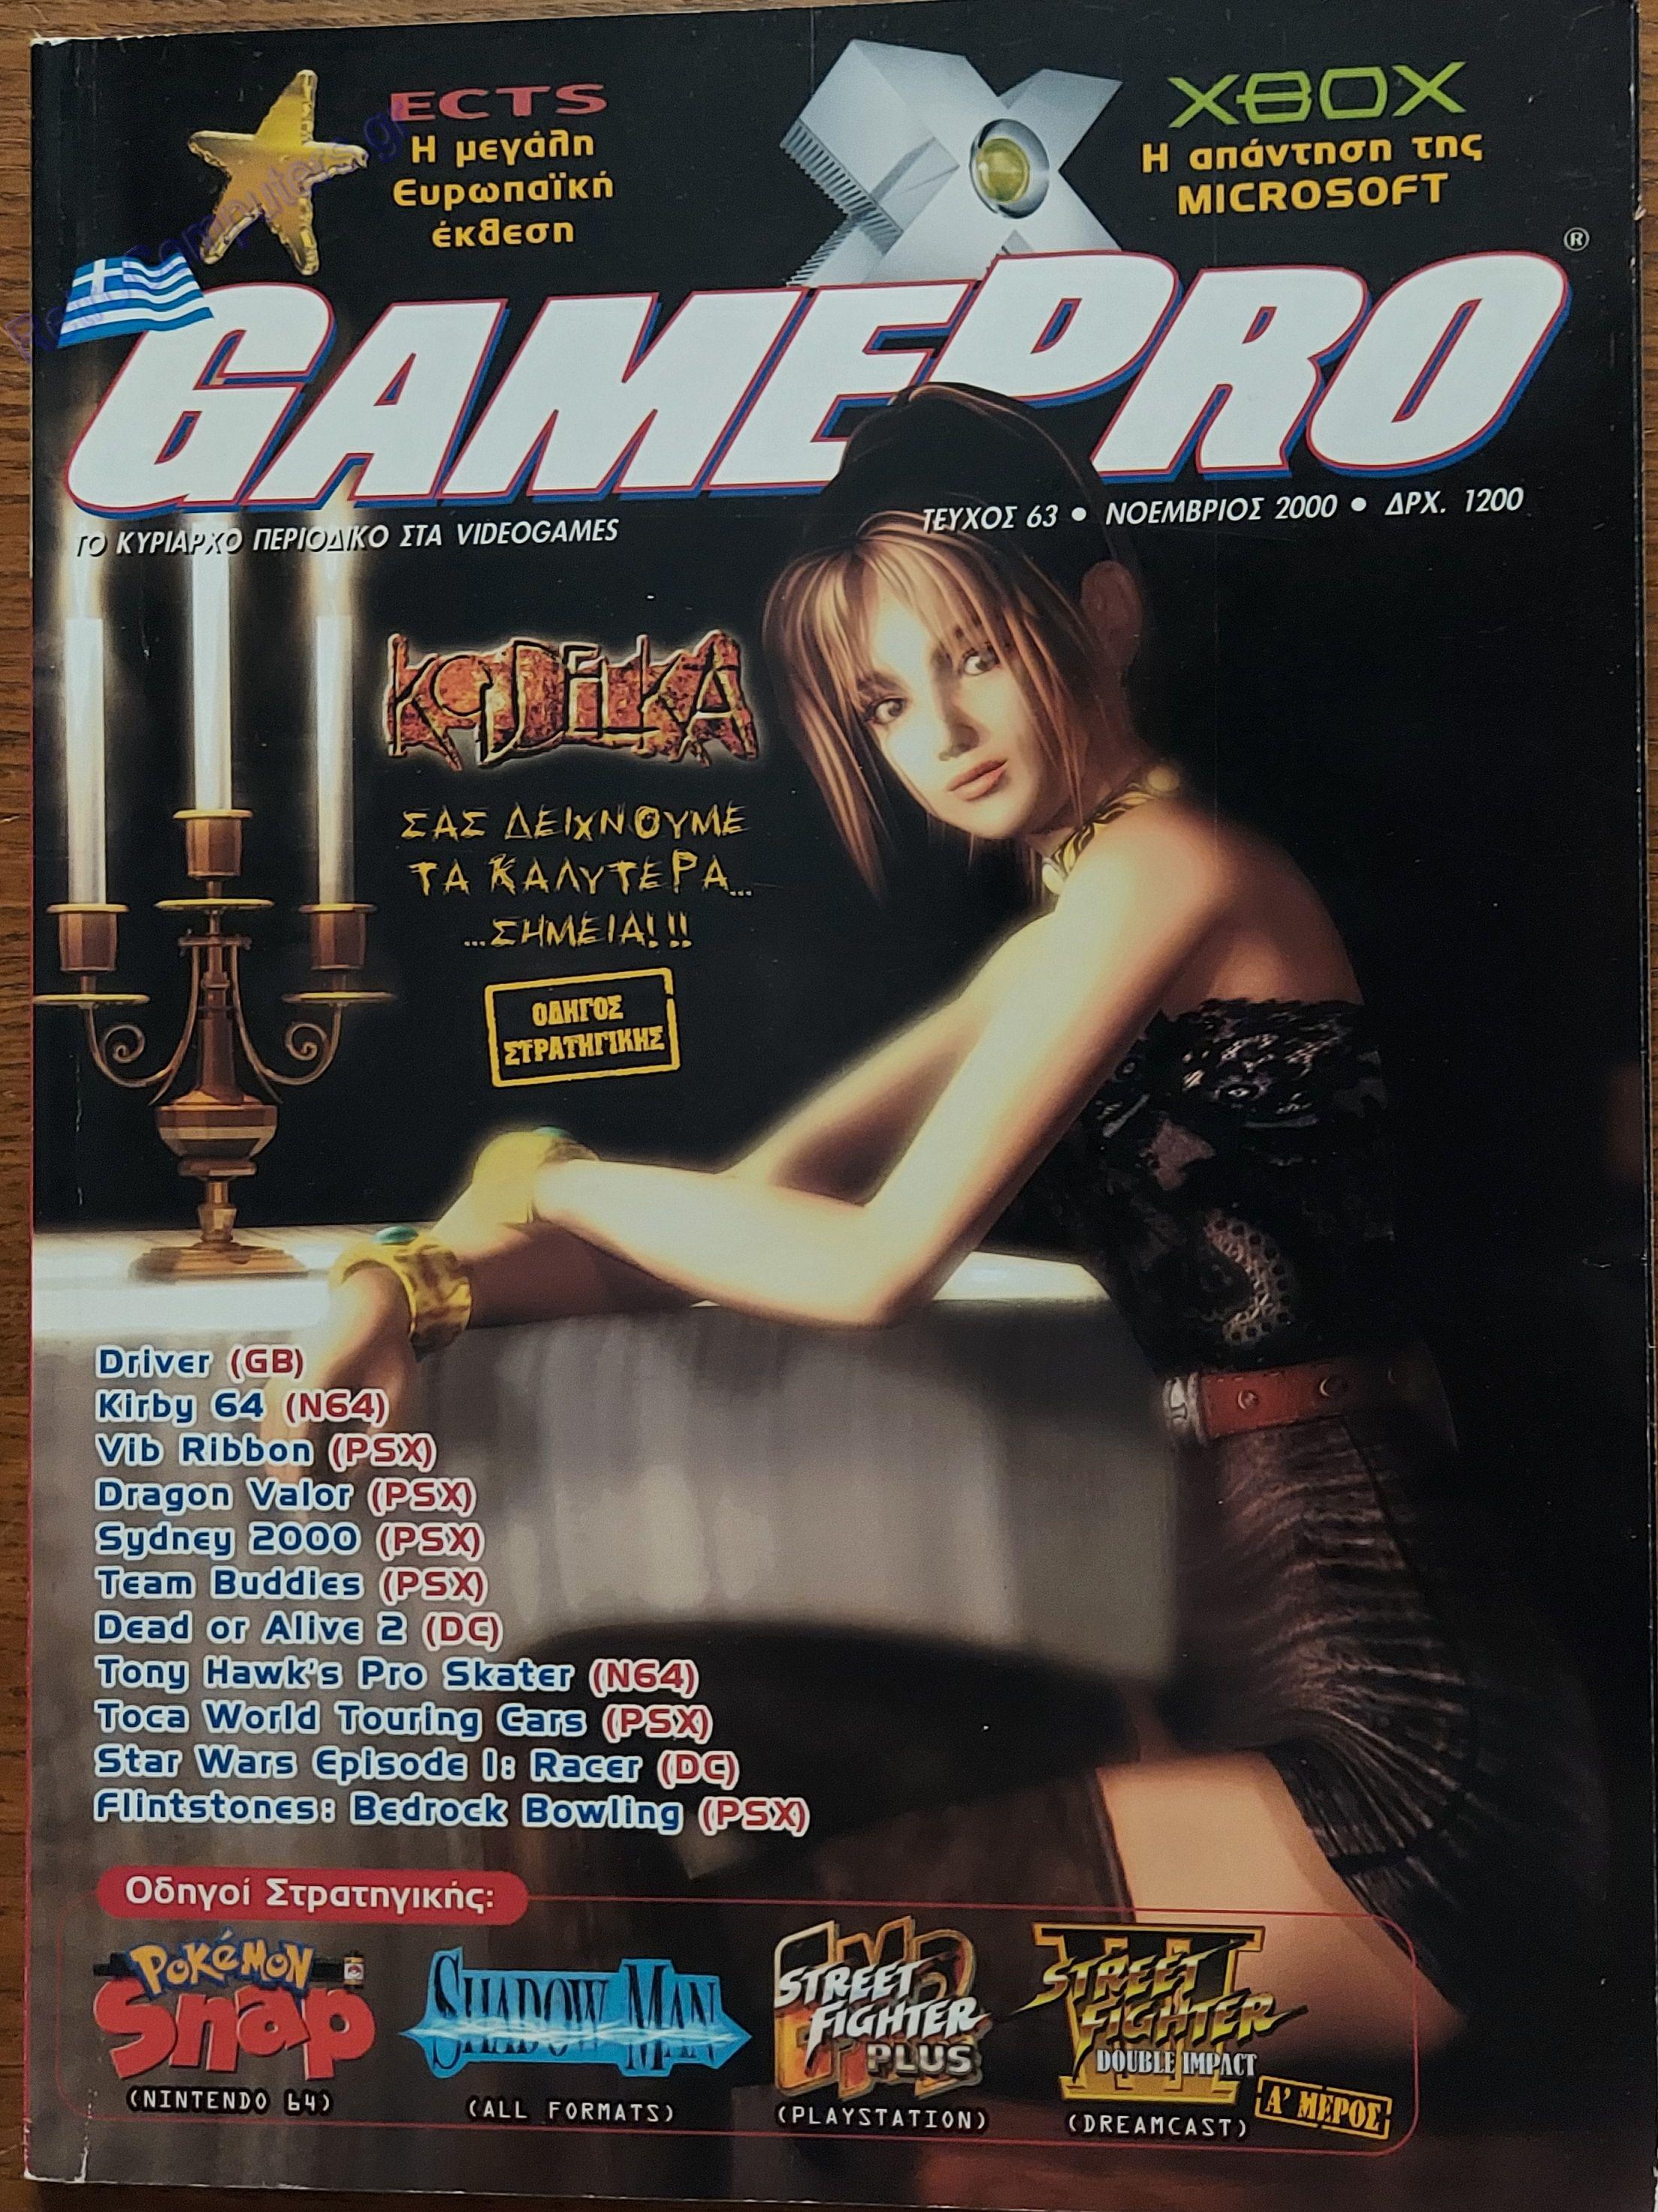 ECTS
Η μεγάλη
Ευρωπαϊκή
έκθεση
XBOX
Η απάντηση της
MICROSOFT
GAMEPRO®
ΤΟ ΚΥΡΙΑΡΧΟ ΠΕΡΙΟΔΙΚΟ ΣΤΑ VIDEOGAMES
ΤΕΥΧΟΣ 63 • ΝΟΕΜΒΡΙΟΣ 2000 • ΔΡΧ. 1200
KOUDELKA
ΣΑΣ ΔΕΙΧΝΟΥΜΕ
ΤΑ ΚΑΛΥΤΕΡΑ...
...ΣΗΜΕΙΑ!!!
ΟΔΗΓΟΣ
ΣΤΡΑΤΗΓΙΚΗΣ
Driver (GB)
Kirby 64 (N64)
Vib Ribbon (PSX)
Dragon Valor (PSX)
Sydney 2000 (PSX)
Team Buddies (PSX)
Dead or Alive 2 (DC)
Tony Hawk's Pro Skater (N64)
Toca World Touring Cars (PSX)
Star Wars Episode I: Racer (DC)
Flintstones: Bedrock Bowling (PSX)
Οδηγοί Στρατηγικής:
POKéMON
Snap
(NINTENDO 64)
SHADOW MAN
(ALL FORMATS)
STREET
FIGHTER
EX2
PLUS
(PLAYSTATION)
STREET
FIGHTER
III
DOUBLE IMPACT
(DREAMCAST)
Α' ΜΕΡΟΣ